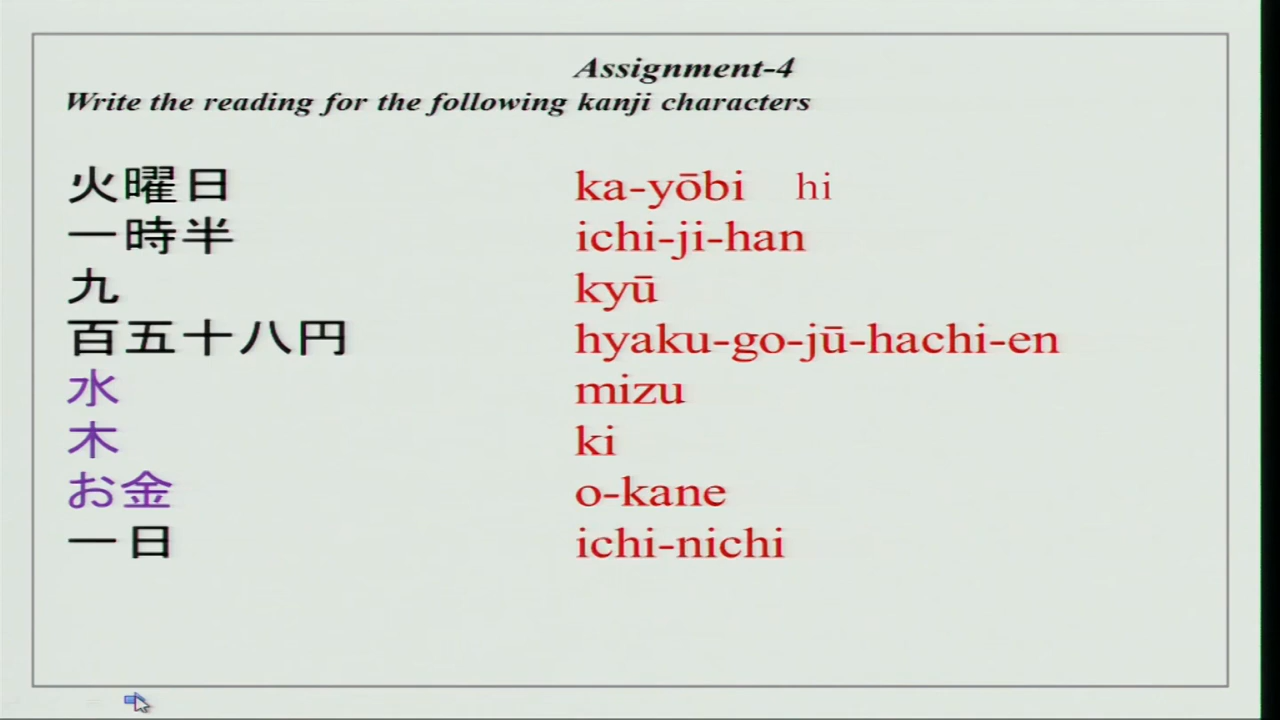 Assignment-4
Write the reading for the following kanji characters
火曜日 ka-yōbi hi
一時半 ichi-ji-han
九 kyū
百五十八円 hyaku-go-jū-hachi-en
水 mizu
木 ki
お金 o-kane
一日 ichi-nichi